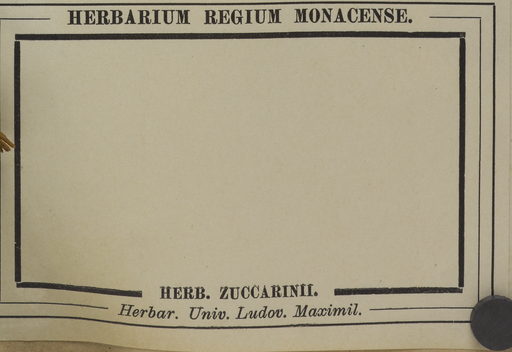 HERBARIUM REGIUM MONACENSE.
HERB. ZUCCARINII.
Herbar. Univ. Ludov. Maximil.